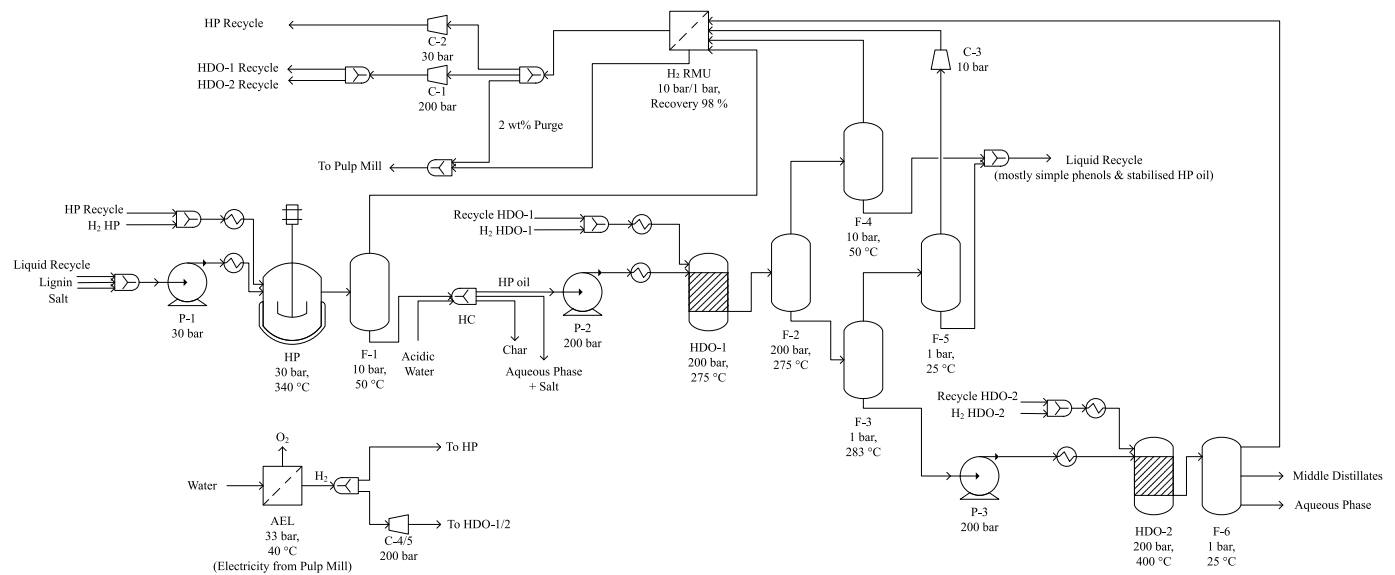 HP Recycle
C-2
30 bar
HDO-1 Recycle
HDO-2 Recycle
C-1
200 bar
2 wt% Purge
To Pulp Mill
H₂ RMU
10 bar/1 bar,
Recovery 98 %
C-3
10 bar
Liquid Recycle
(mostly simple phenols & stabilised HP oil)
F-4
10 bar,
50 °C
HP Recycle
H₂ HP
Liquid Recycle
Lignin
Salt
P-1
30 bar
HP
30 bar,
340 °C
F-1
10 bar,
50 °C
Acidic
Water
HC
HP oil
Char
Aqueous Phase
+ Salt
Recycle HDO-1
H₂ HDO-1
P-2
200 bar
HDO-1
200 bar,
275 °C
F-2
200 bar,
275 °C
F-5
1 bar,
25 °C
F-3
1 bar,
283 °C
Recycle HDO-2
H₂ HDO-2
P-3
200 bar
HDO-2
200 bar,
400 °C
F-6
1 bar,
25 °C
Middle Distillates
Aqueous Phase
O₂
Water
H₂
AEL
33 bar,
40 °C
(Electricity from Pulp Mill)
To HP
To HDO-1/2
C-4/5
200 bar